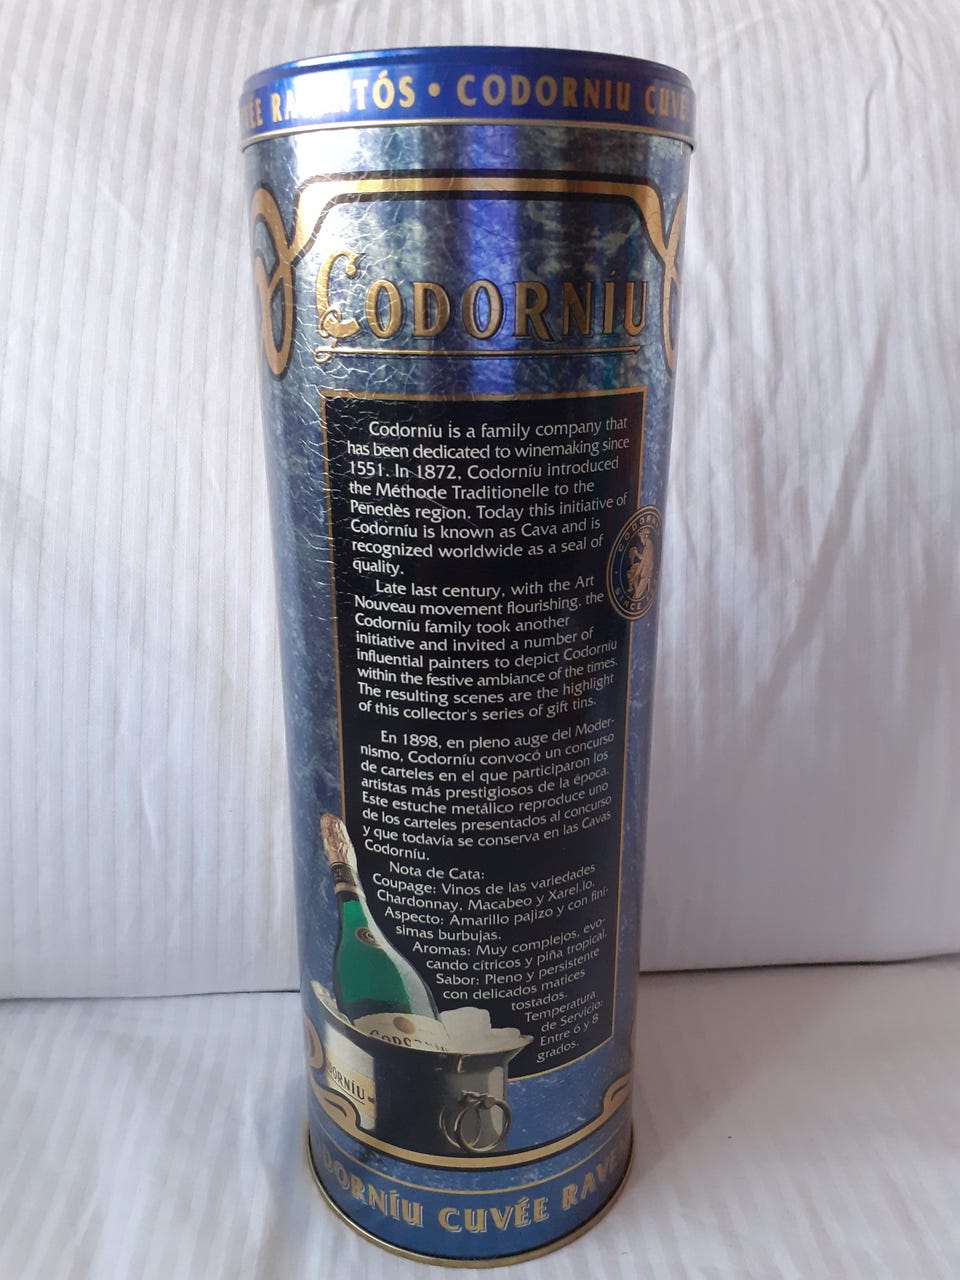 ÉE RAVENTÓS • CODORNIU CUVÉ
CODORNÍU
Codorníu is a family company that
has been dedicated to winemaking since
1551. In 1872, Codorníu introduced
the Méthode Traditionelle to the
Penedès region. Today this initiative of
Codorníu is known as Cava and is
recognized worldwide as a seal of
quality.
Late last century, with the Art
Nouveau movement flourishing, the
Codorníu family took another
initiative and invited a number of
influential painters to depict Codorníu
within the festive ambiance of the times.
The resulting scenes are the highlight
of this collector's series of gift tins.
CODORNÍU
SINCE
En 1898, en pleno auge del Moder-
nismo, Codorníu convocó un concurso
de carteles en el que participaron los
artistas más prestigiosos de la época.
Este estuche metálico reproduce uno
de los carteles presentados al concurso
y que todavía se conserva en las Cavas
Codorníu.
Nota de Cata:
Coupage: Vinos de las variedades
Chardonnay, Macabeo y Xarel.lo.
Aspecto: Amarillo pajizo y con finí-
simas burbujas.
Aromas: Muy complejos, evo-
cando cítricos y piña tropical.
Sabor: Pleno y persistente
con delicados matices
tostados.
Temperatura
de Servicio:
Entre 6 y 8
grados.
CODORNÍU
DORNÍU
ODORNÍU CUVÉE RAVE